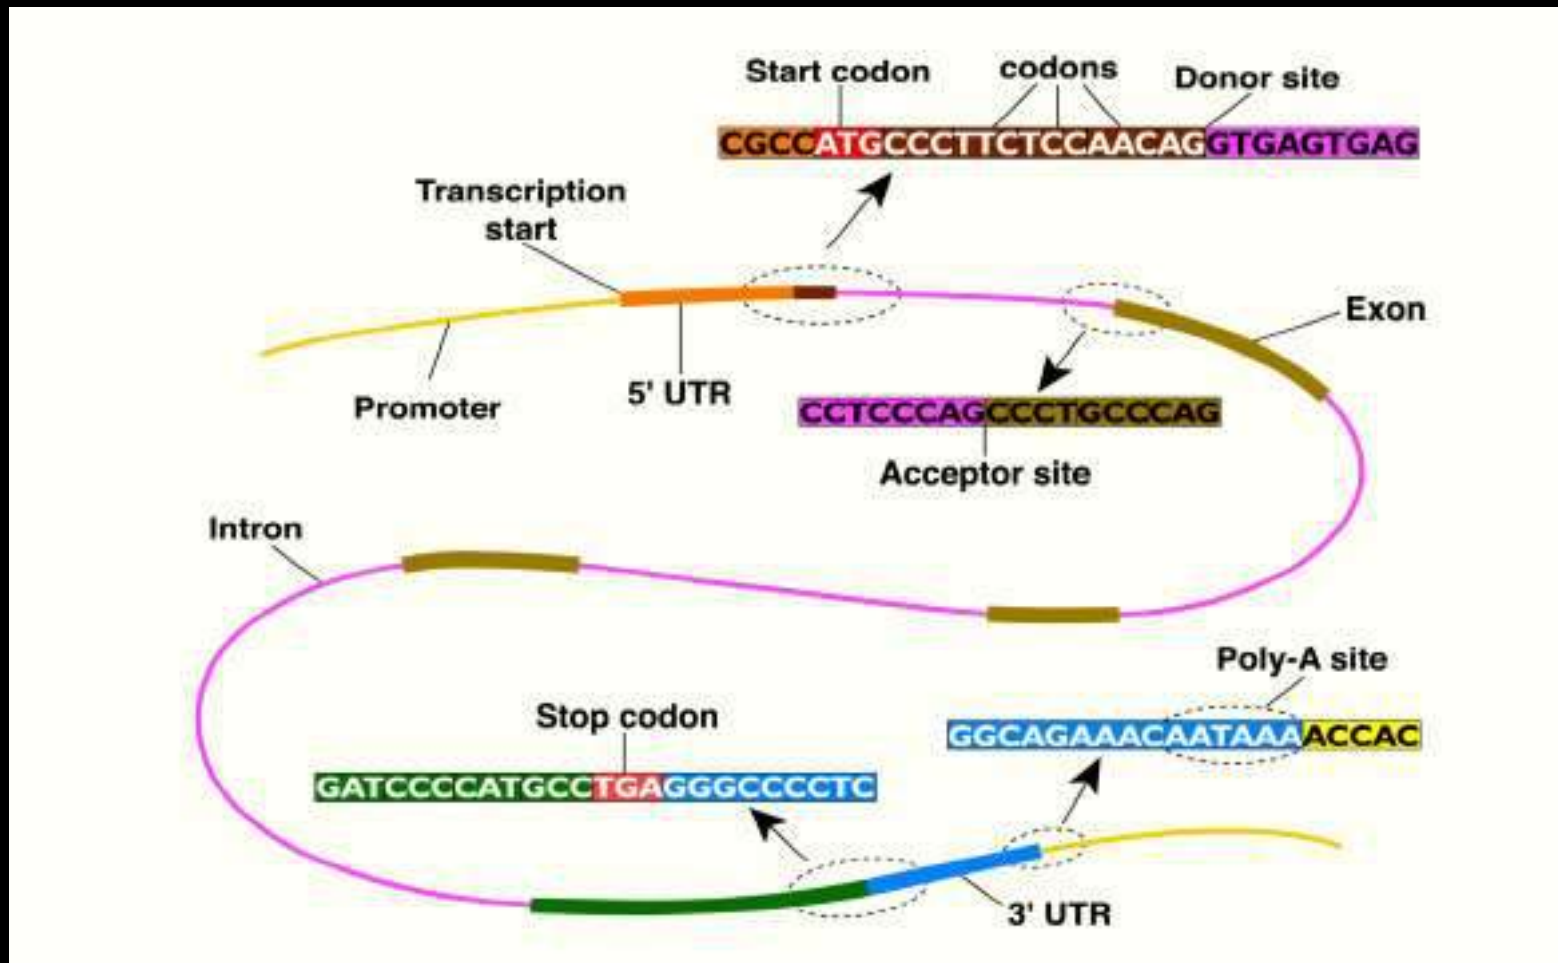 Start codon
codons
Donor site
CGCCATGCCCTTCTCCAACAGGTGAGTGAG
Transcription
start
Exon
Promoter
5' UTR
CCTCCCAGCCCTGCCCAG
Acceptor site
Intron
Poly-A site
Stop codon
GGCAGAAACAATAAAACCAC
GATCCCCATGCCTGAGGGCCCCTC
3' UTR